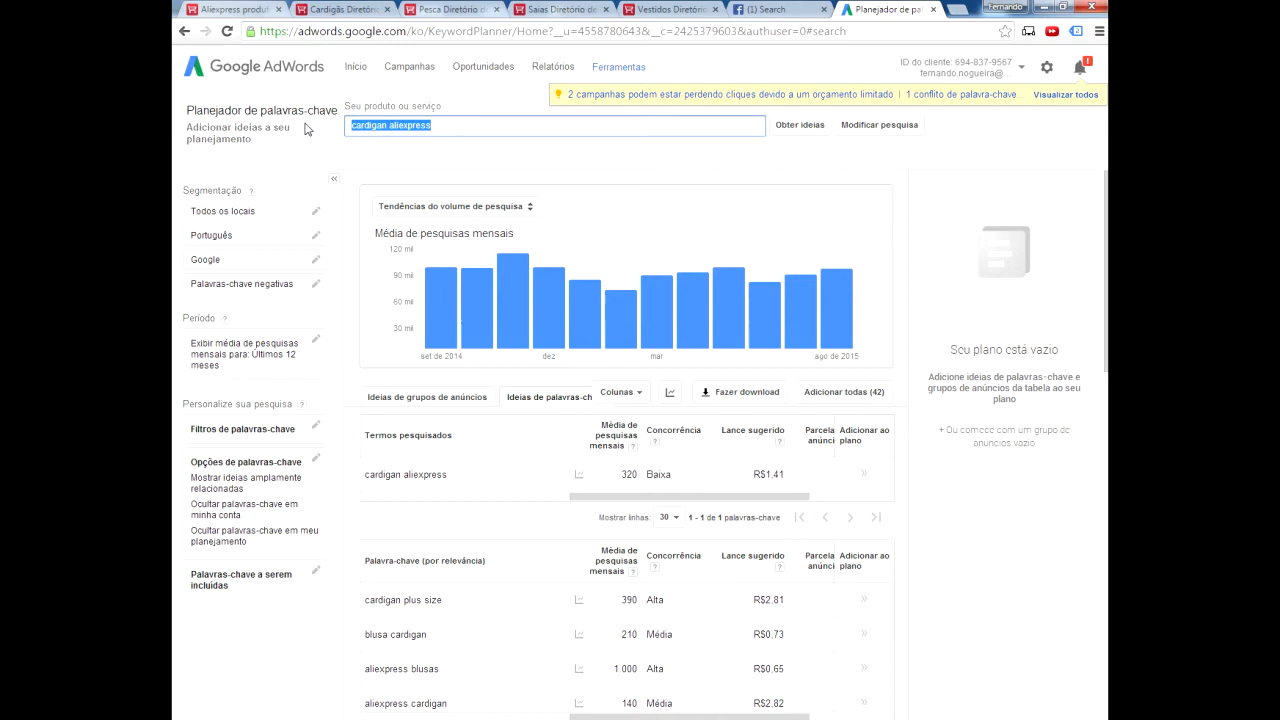 Aliexpress produt
Cardigãs Diretório
Pesca Diretório d
Saias Diretório de
Vestidos Diretório
(1) Search
Planejador de pal
Fernando
https://adwords.google.com/ko/KeywordPlanner/Home?__u=4558780643&__c=2425379603&authuser=0#search
Google AdWords
Início
Campanhas
Oportunidades
Relatórios
Ferramentas
ID do cliente: 694-837-9567
fernando.nogueira@...
2 campanhas podem estar perdendo cliques devido a um orçamento limitado | 1 conflito de palavra-chave...
Visualizar todos
Planejador de palavras-chave
Adicionar ideias a seu
planejamento
Seu produto ou serviço
cardigan aliexpress
Obter ideias
Modificar pesquisa
Segmentação ?
Todos os locais
Português
Google
Palavras-chave negativas
Período ?
Exibir média de pesquisas
mensais para: Últimos 12
meses
Personalize sua pesquisa ?
Filtros de palavras-chave
Opções de palavras-chave
Mostrar ideias amplamente
relacionadas
Ocultar palavras-chave em
minha conta
Ocultar palavras-chave em meu
planejamento
Palavras-chave a serem
incluídas
Tendências do volume de pesquisa
Média de pesquisas mensais
120 mil
90 mil
60 mil
30 mil
set de 2014
dez
mar
ago de 2015
Ideias de grupos de anúncios
Ideias de palavras-ch
Colunas
Fazer download
Adicionar todas (42)
Termos pesquisados
Média de
pesquisas
mensais ?
Concorrência
?
Lance sugerido
?
Parcela
anúnci
Adicionar ao
plano
cardigan aliexpress
320
Baixa
R$1,41
Mostrar linhas: 30
1 - 1 de 1 palavras-chave
Palavra-chave (por relevância)
Média de
pesquisas
mensais ?
Concorrência
?
Lance sugerido
?
Parcela
anúnci
Adicionar ao
plano
cardigan plus size
390
Alta
R$2,81
blusa cardigan
210
Média
R$0,73
aliexpress blusas
1.000
Alta
R$0,65
aliexpress cardigan
140
Média
R$2,82
Seu plano está vazio
Adicione ideias de palavras-chave e
grupos de anúncios da tabela ao seu
plano
+ Ou comece com um grupo de
anúncios vazio